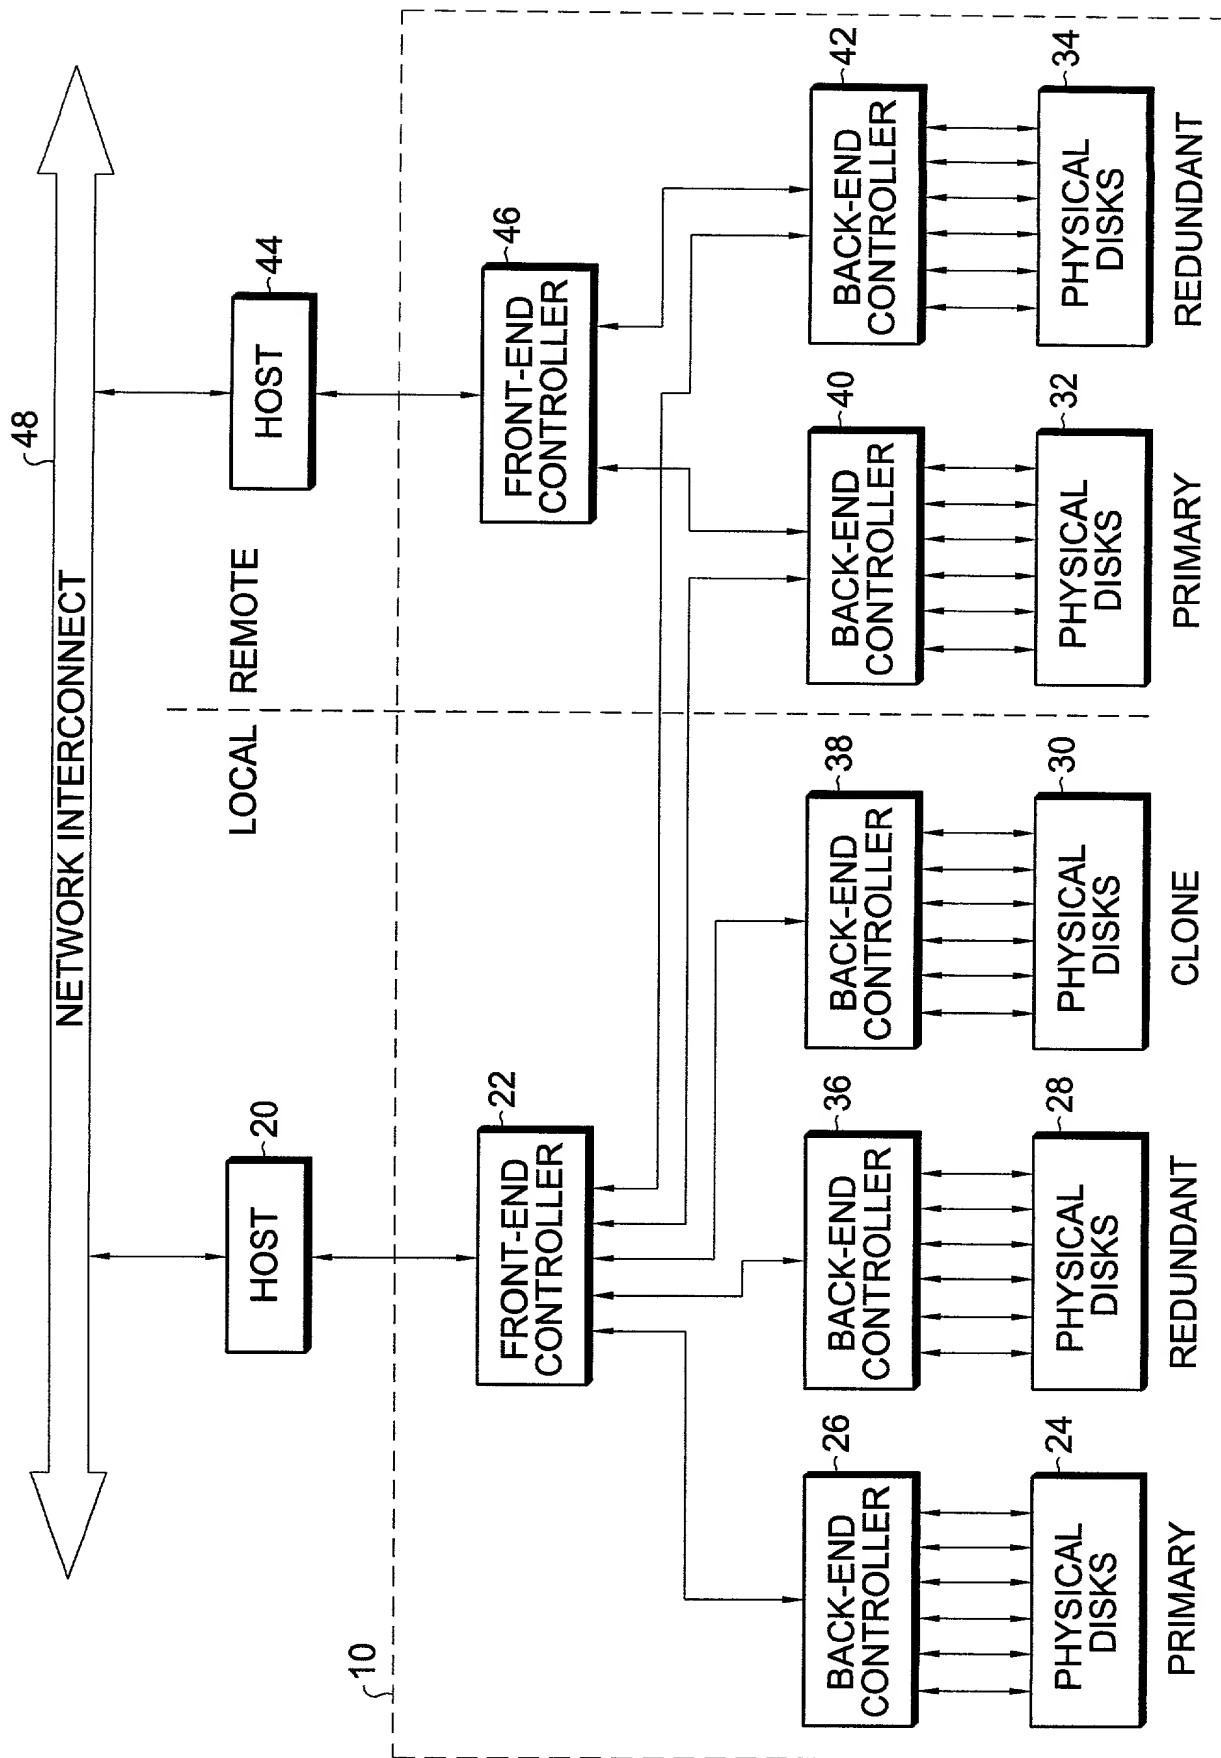 NETWORK INTERCONNECT
48
LOCAL
REMOTE
HOST
20
HOST
44
10
FRONT-END
CONTROLLER
22
FRONT-END
CONTROLLER
46
BACK-END
CONTROLLER
26
BACK-END
CONTROLLER
36
BACK-END
CONTROLLER
38
BACK-END
CONTROLLER
40
BACK-END
CONTROLLER
42
PHYSICAL
DISKS
24
PHYSICAL
DISKS
28
PHYSICAL
DISKS
30
PHYSICAL
DISKS
32
PHYSICAL
DISKS
34
PRIMARY
REDUNDANT
CLONE
PRIMARY
REDUNDANT